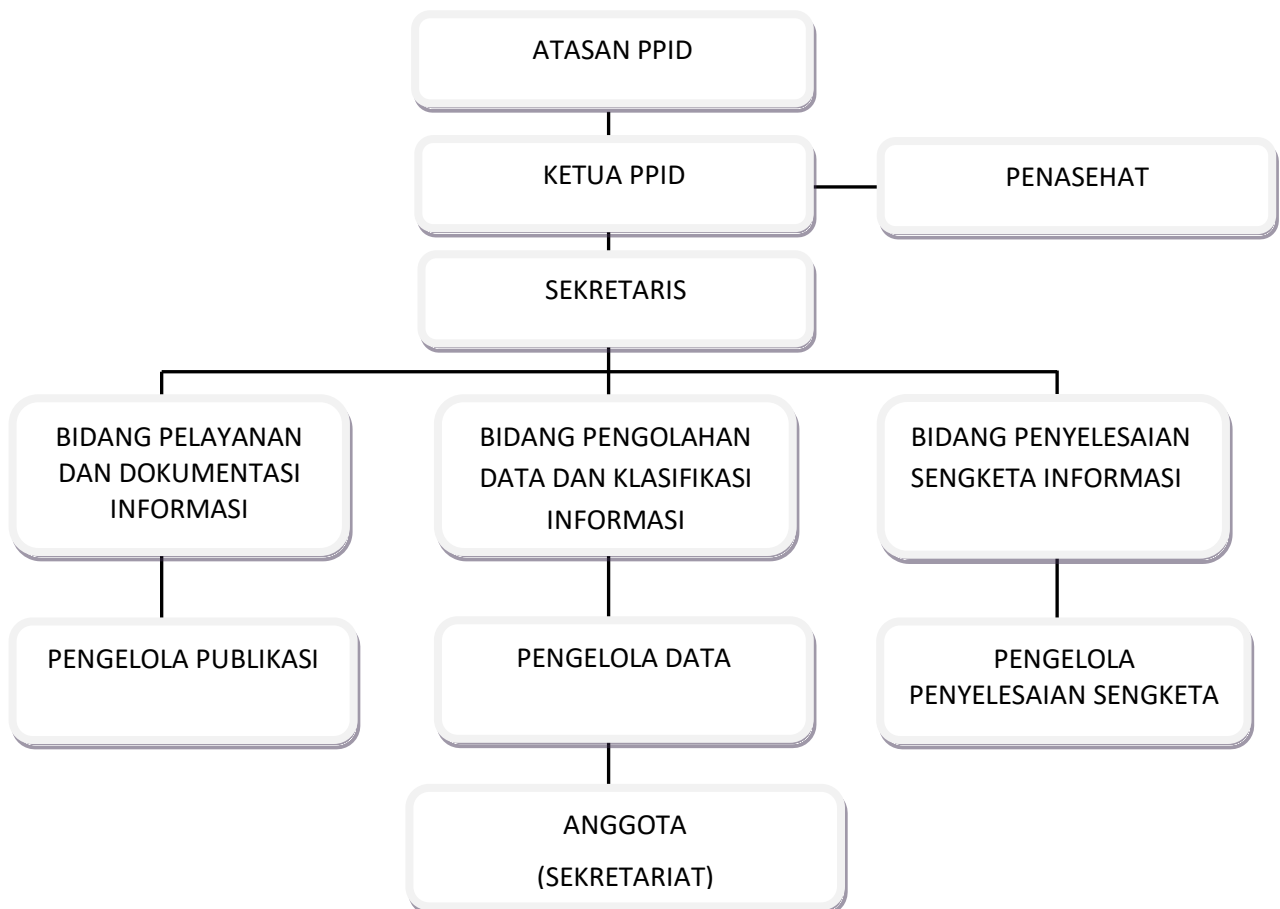 ATASAN PPID
KETUA PPID
PENASEHAT
SEKRETARIS
BIDANG PELAYANAN
DAN DOKUMENTASI
INFORMASI
BIDANG PENGOLAHAN
DATA DAN KLASIFIKASI
INFORMASI
BIDANG PENYELESAIAN
SENGKETA INFORMASI
PENGELOLA PUBLIKASI
PENGELOLA DATA
PENGELOLA
PENYELESAIAN SENGKETA
ANGGOTA
(SEKRETARIAT)